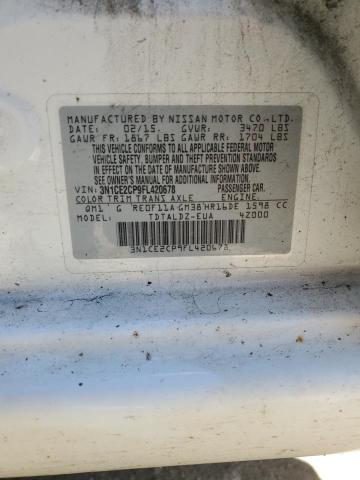 MANUFACTURED BY NISSAN MOTOR CO.,LTD.
DATE: 02/15. GVWR: 3470 LBS
GAWR FR: 1867 LBS GAWR RR: 1704 LBS
THIS VEHICLE CONFORMS TO ALL APPLICABLE FEDERAL MOTOR
VEHICLE SAFETY, BUMPER AND THEFT PREVENTION STANDARDS
IN EFFECT ON THE DATE OF MANUFACTURE SHOWN ABOVE.
SEE OWNER'S MANUAL FOR ADDITIONAL INFORMATION.
VIN: 3N1CE2CP9FL420678 PASSENGER CAR.
COLOR TRIM TRANS AXLE ENGINE:
QM1 G RE0F11A GM38 HR16DE 1598 CC
MODEL: TDTALDZ-EUA 4Z000
3N1CE2CP9FL420678